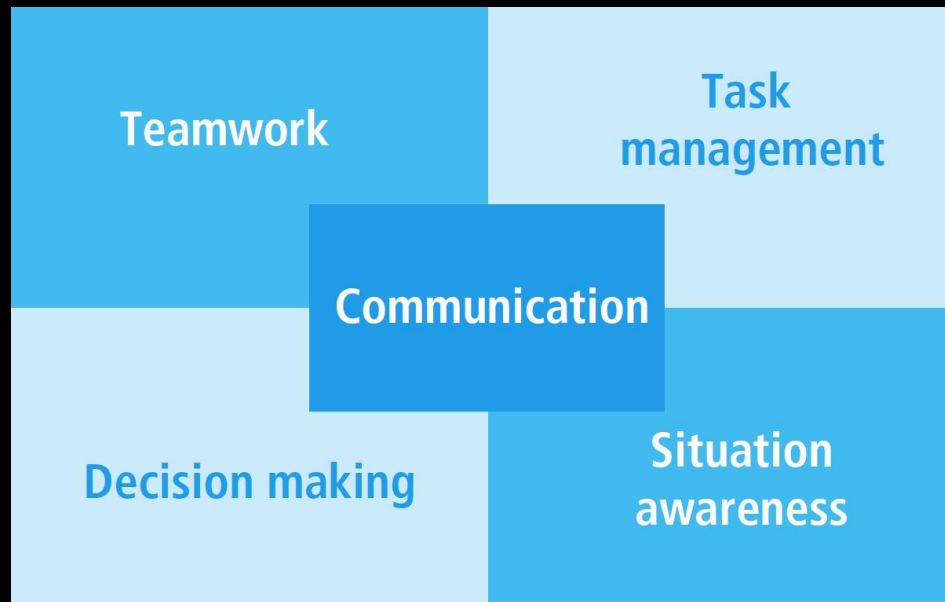 Teamwork
Task
management
Communication
Decision making
Situation
awareness